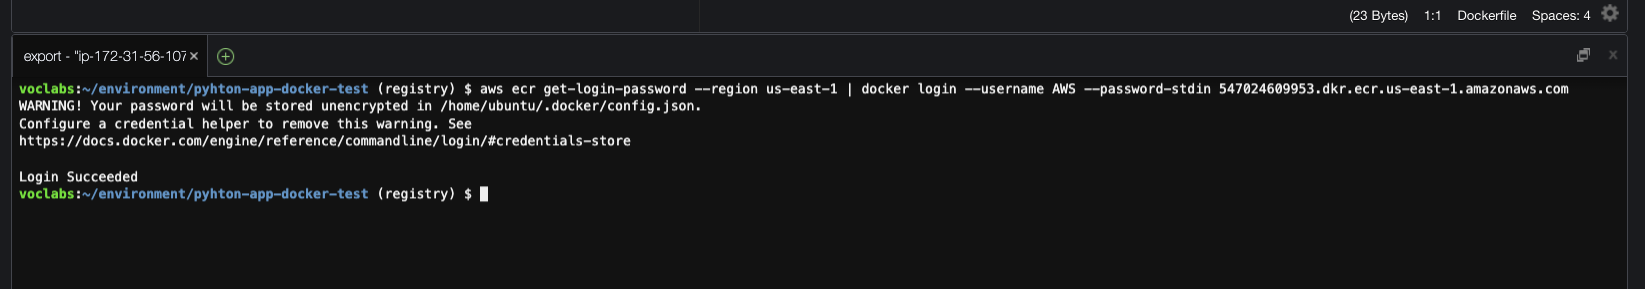 (23 Bytes) 1:1 Dockerfile Spaces: 4
export - "ip-172-31-56-107
voclabs:~/environment/pyhton-app-docker-test (registry) $ aws ecr get-login-password --region us-east-1 | docker login --username AWS --password-stdin 547024609953.dkr.ecr.us-east-1.amazonaws.com
WARNING! Your password will be stored unencrypted in /home/ubuntu/.docker/config.json.
Configure a credential helper to remove this warning. See
https://docs.docker.com/engine/reference/commandline/login/#credentials-store
Login Succeeded
voclabs:~/environment/pyhton-app-docker-test (registry) $